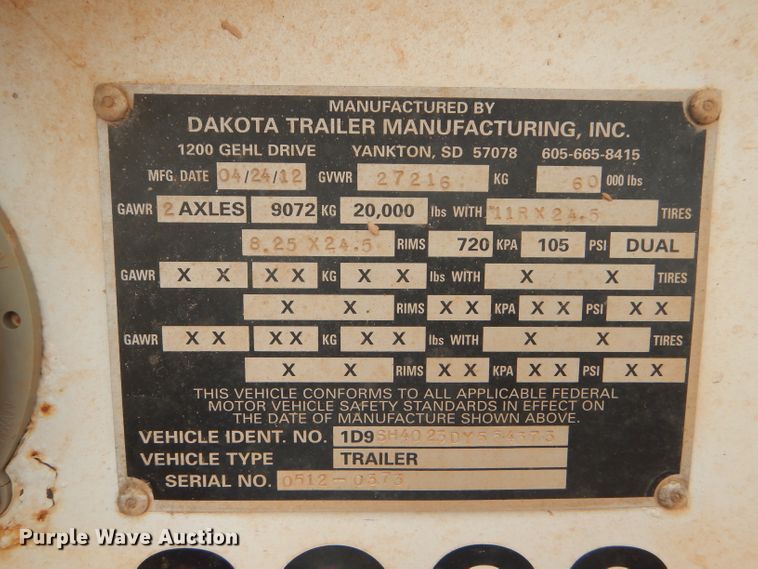 MANUFACTURED BY
DAKOTA TRAILER MANUFACTURING, INC.
1200 GEHL DRIVE YANKTON, SD 57078 605-665-8415
MFG. DATE 04/24/12 GVWR 27216 KG 60 000 lbs
GAWR 2 AXLES 9072 KG 20,000 lbs WITH 11R X 24.5 TIRES
8.25 X 24.5 RIMS 720 KPA 105 PSI DUAL
GAWR X X X X KG X X lbs WITH X X TIRES
X X RIMS X X KPA X X PSI X X
GAWR X X X X KG X X lbs WITH X X TIRES
X X RIMS X X KPA X X PSI X X
THIS VEHICLE CONFORMS TO ALL APPLICABLE FEDERAL
MOTOR VEHICLE SAFETY STANDARDS IN EFFECT ON
THE DATE OF MANUFACTURE SHOWN ABOVE.
VEHICLE IDENT. NO. 1D9SH4023DY554373
VEHICLE TYPE TRAILER
SERIAL NO. 0512-0373
Purple Wave Auction